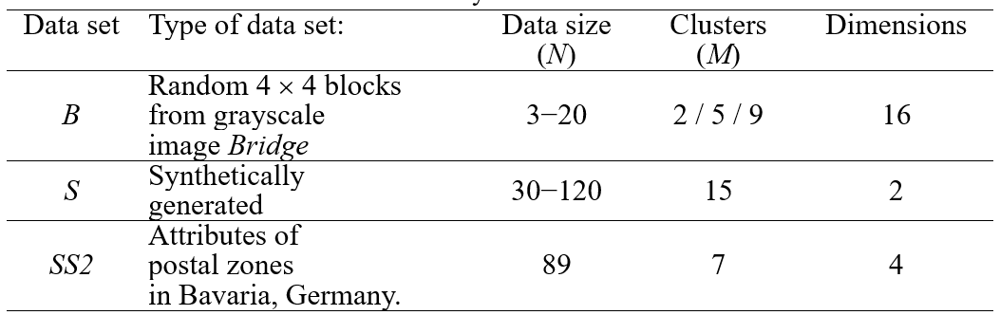 Data set Type of data set: Data size (N) Clusters (M) Dimensions
B Random 4 × 4 blocks from grayscale image Bridge 3−20 2 / 5 / 9 16
S Synthetically generated 30−120 15 2
SS2 Attributes of postal zones in Bavaria, Germany. 89 7 4